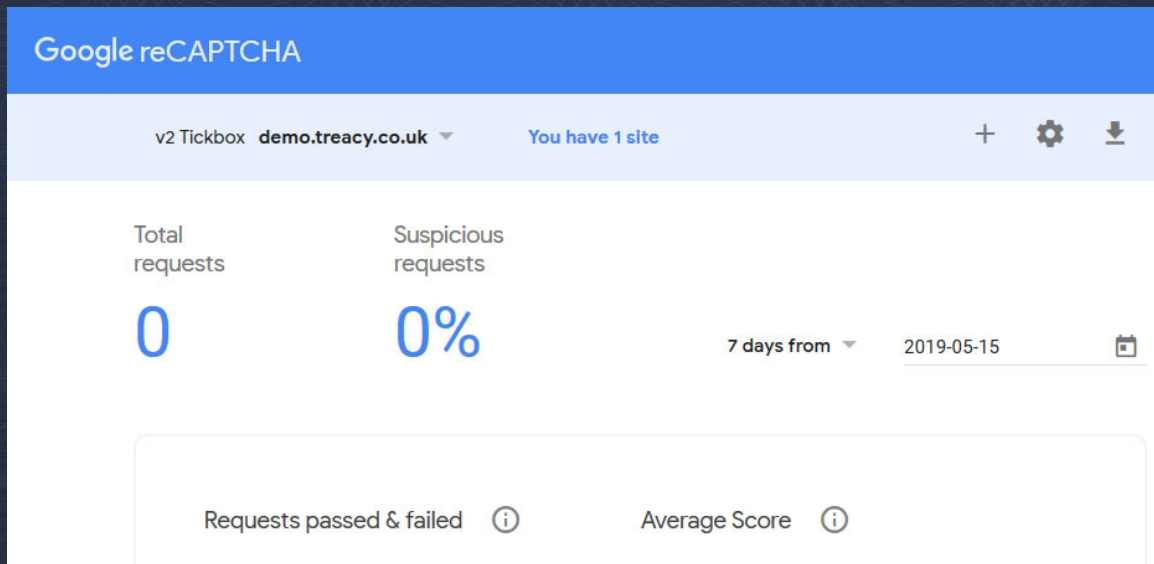 Google reCAPTCHA
v2 Tickbox demo.treacy.co.uk You have 1 site
Total
requests
Suspicious
requests
0
0%
7 days from 2019-05-15
Requests passed & failed Average Score